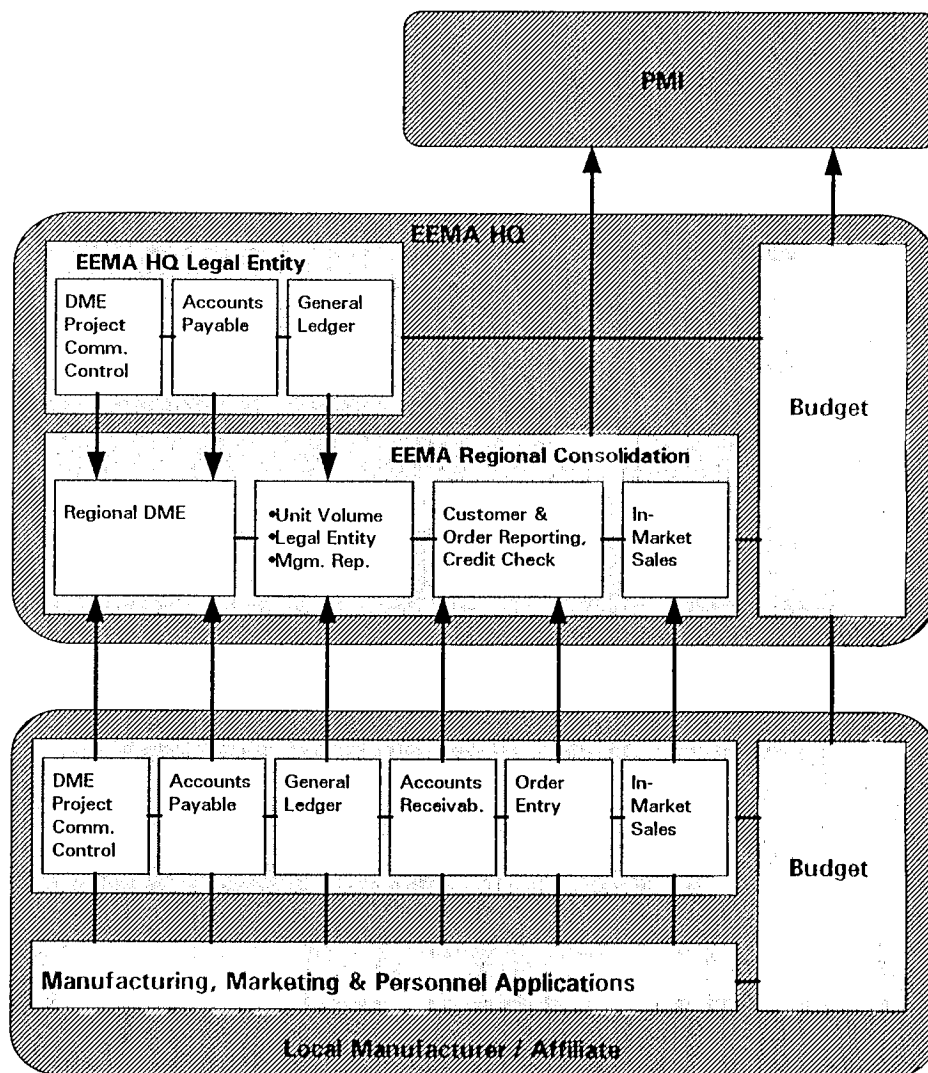 PMI
EEMA HQ
EEMA HQ Legal Entity
DME
Project
Comm.
Control
Accounts
Payable
General
Ledger
Budget
EEMA Regional Consolidation
Regional DME
•Unit Volume
•Legal Entity
•Mgm. Rep.
Customer &
Order Reporting,
Credit Check
In-
Market
Sales
DME
Project
Comm.
Control
Accounts
Payable
General
Ledger
Accounts
Receivab.
Order
Entry
In-
Market
Sales
Budget
Manufacturing, Marketing & Personnel Applications
Local Manufacturer / Affiliate